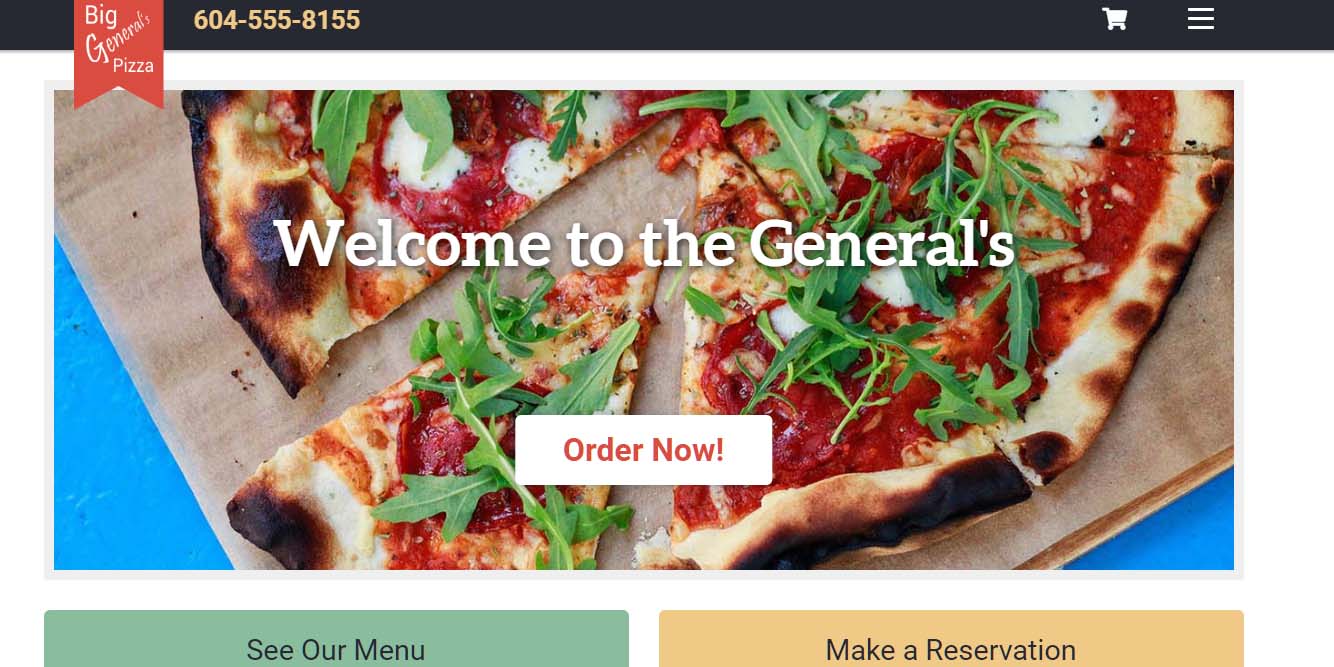 Big
General's
Pizza
604-555-8155
Welcome to the General's
Order Now!
See Our Menu
Make a Reservation